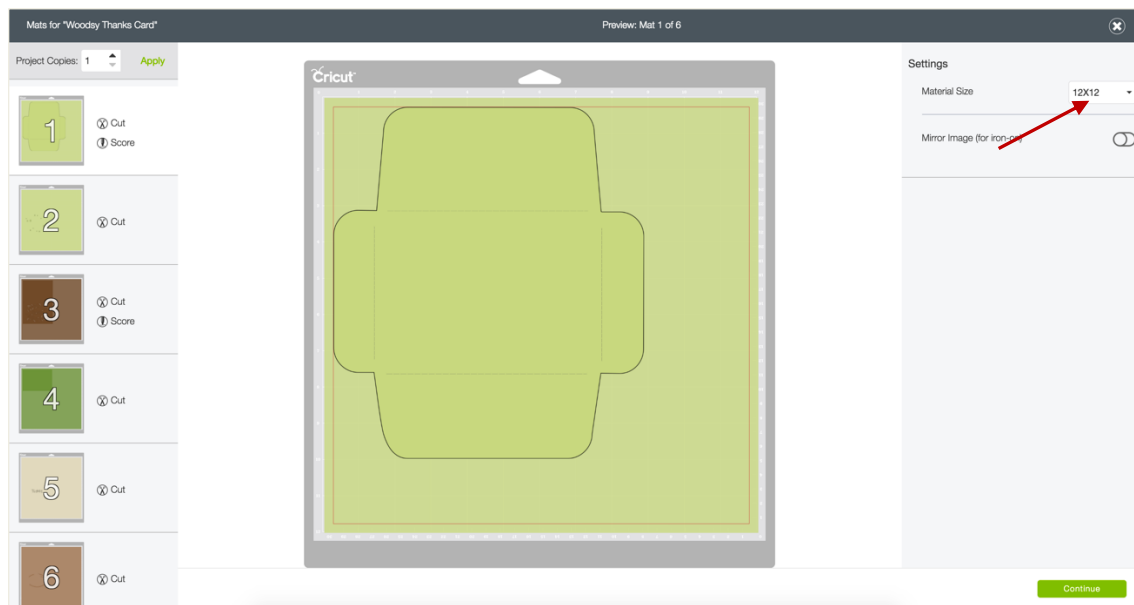 Mats for "Woodsy Thanks Card"
Preview: Mat 1 of 6
Project Copies: 1
Apply
1
Cut
Score
2
Cut
3
Cut
Score
4
Cut
5
Cut
6
Cut
Cricut
Settings
Material Size
12X12
Mirror Image (for iron-on)
Continue